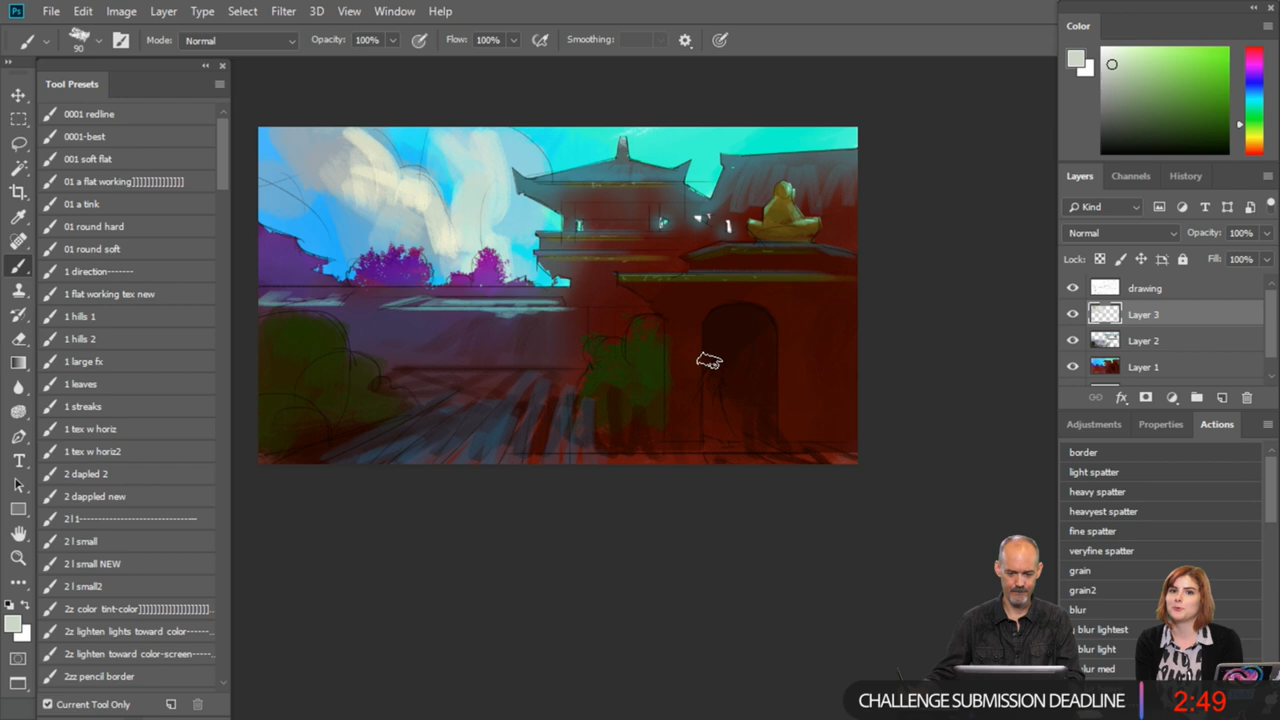 Ps File Edit Image Layer Type Select Filter 3D View Window Help
90 Mode: Normal Opacity: 100% Flow: 100% Smoothing:
Tool Presets
0001 redline
0001-best
001 soft flat
01 a flat working]]]]]]]]]]]]]]
01 a tink
01 round hard
01 round soft
1 direction-------
1 flat working tex new
1 hills 1
1 hills 2
1 large fx
1 leaves
1 streaks
1 tex w horiz
1 tex w horiz2
2 dapled 2
2 dappled new
2 l 1-----------------------------
2 l small
2 l small NEW
2 l small2
2z color tint-color]]]]]]]]]]]]]]]]]]]]..
2z lighten lights toward color------..
2z lighten toward color-screen-----..
2zz pencil border
Current Tool Only
Color
Layers Channels History
Kind
Normal Opacity: 100%
Lock: Fill: 100%
drawing
Layer 3
Layer 2
Layer 1
Adjustments Properties Actions
border
light spatter
heavy spatter
heavyest spatter
fine spatter
veryfine spatter
grain
grain2
blur
blur lightest
blur light
blur med
CHALLENGE SUBMISSION DEADLINE 2:49